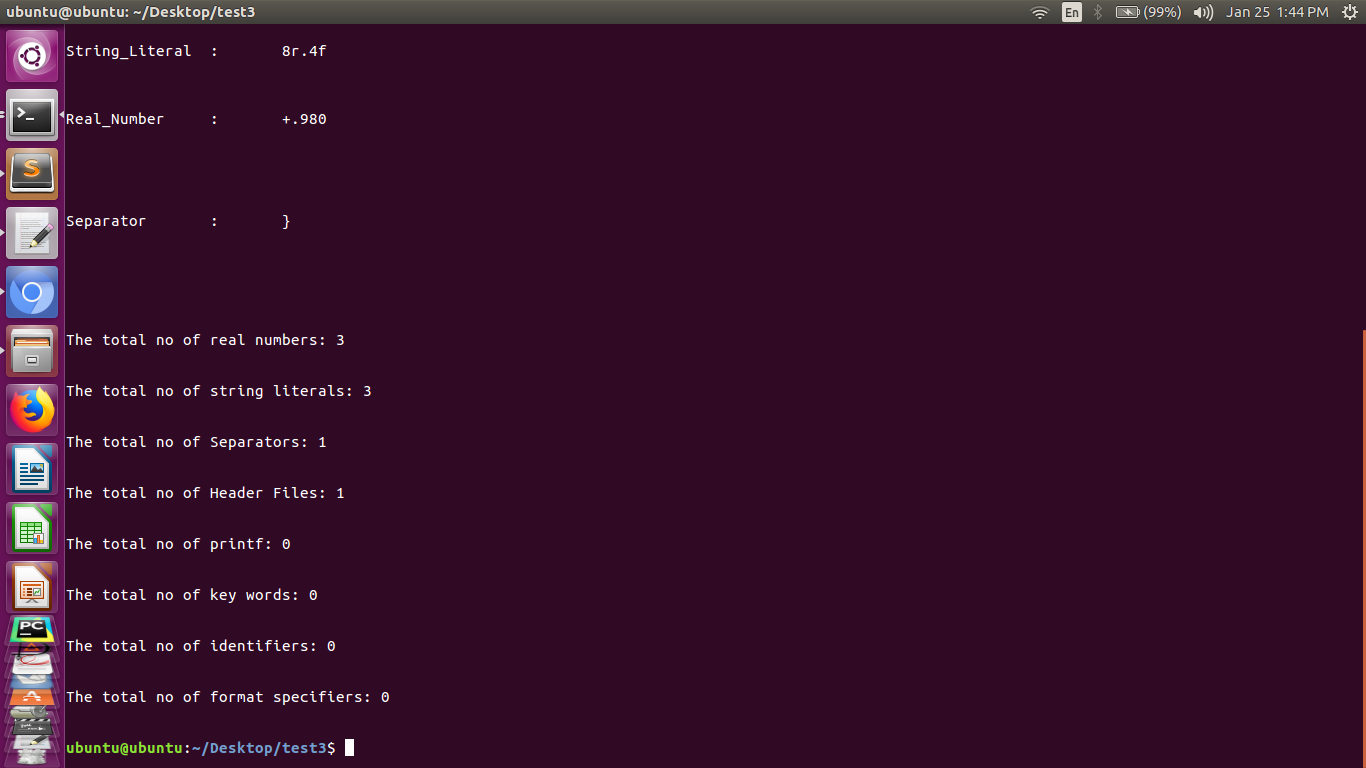 ubuntu@ubuntu: ~/Desktop/test3 En (99%) Jan 25 1:44 PM
String_Literal : 8r.4f
Real_Number : +.980
Separator : }
The total no of real numbers: 3
The total no of string literals: 3
The total no of Separators: 1
The total no of Header Files: 1
The total no of printf: 0
The total no of key words: 0
The total no of identifiers: 0
The total no of format specifiers: 0
PC
ubuntu@ubuntu:~/Desktop/test3$